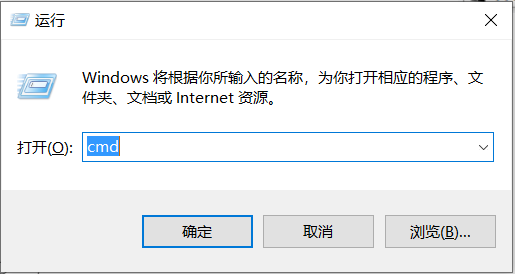 运行
Windows 将根据你所输入的名称，为你打开相应的程序、文
件夹、文档或 Internet 资源。
打开(O): cmd
确定 取消 浏览(B)...